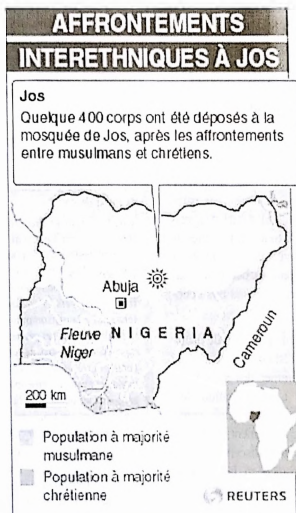 AFFRONTEMENTS
INTERETHNIQUES À JOS
Jos
Quelque 400 corps ont été déposés à la
mosquée de Jos, après les affrontements
entre musulmans et chrétiens.
Abuja
Fleuve
Niger
NIGERIA
Cameroun
200 km
Population à majorité
musulmane
Population à majorité
chrétienne
REUTERS